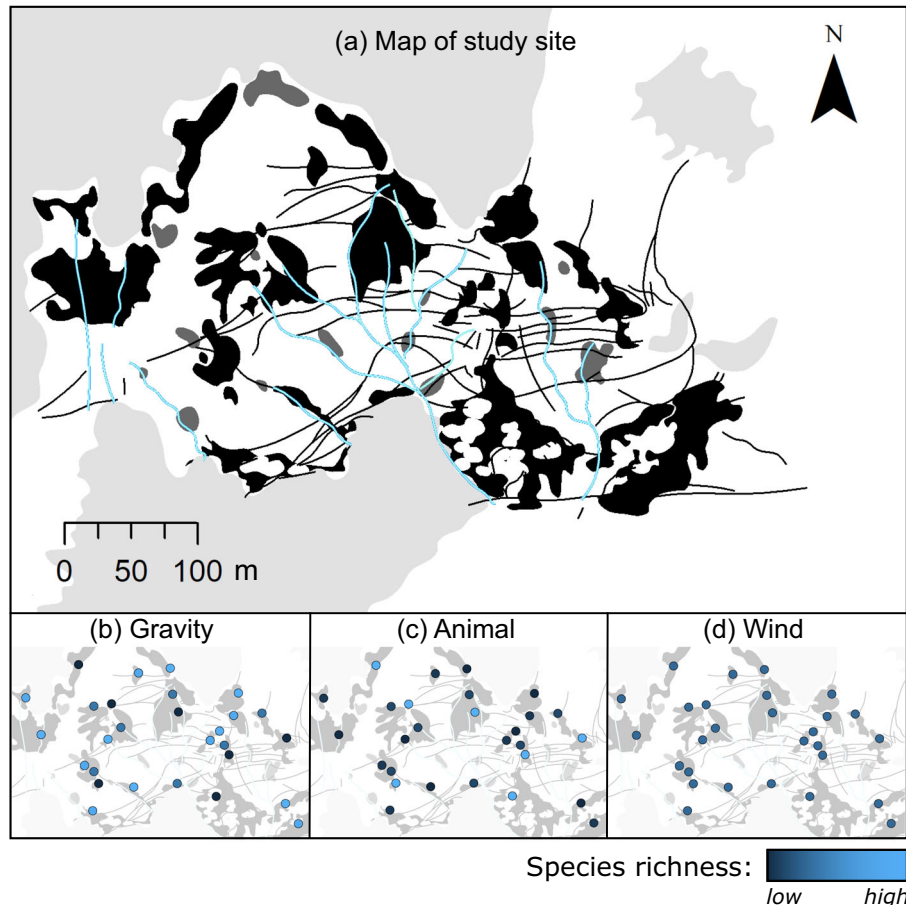 (a) Map of study site
N
0 50 100 m
(b) Gravity
(c) Animal
(d) Wind
Species richness:
low high